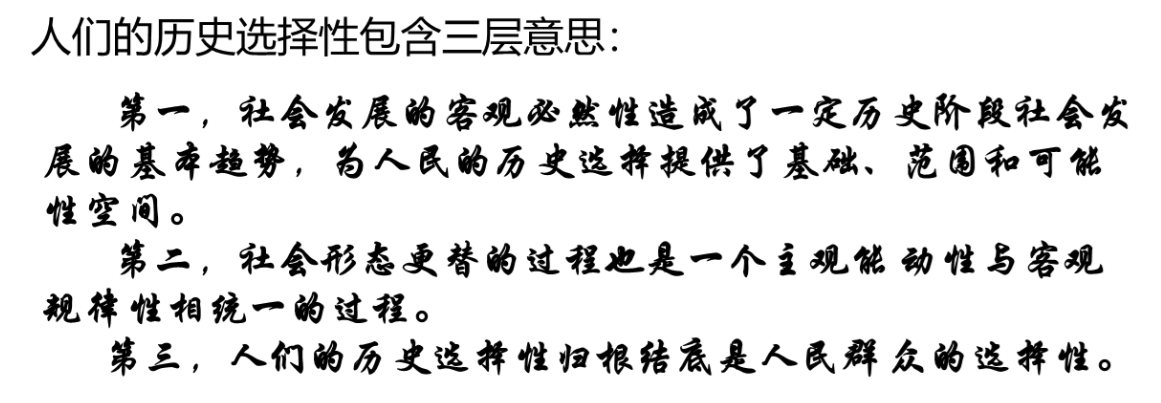 人们的历史选择性包含三层意思：
第一，社会发展的客观必然性造成了一定历史阶段社会发
展的基本趋势，为人民的历史选择提供了基础、范围和可能
性空间。
第二，社会形态更替的过程也是一个主观能动性与客观
规律性相统一的过程。
第三，人们的历史选择性归根结底是人民群众的选择性。